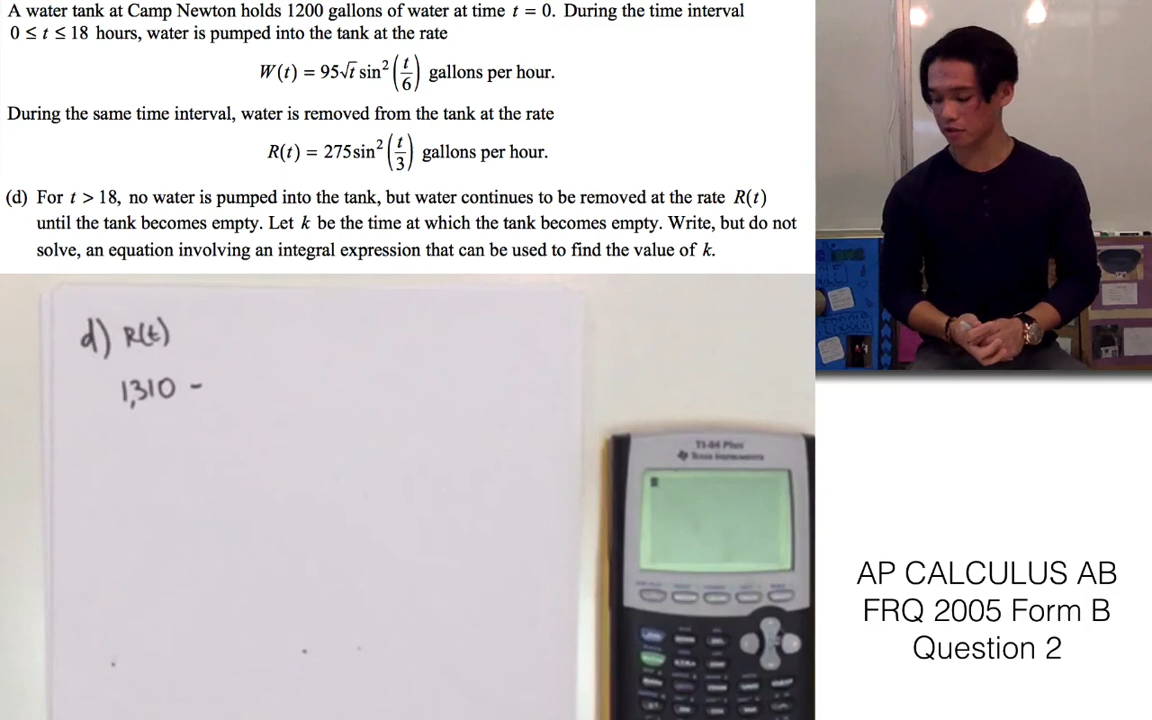 A water tank at Camp Newton holds 1200 gallons of water at time t = 0. During the time interval
0 ≤ t ≤ 18 hours, water is pumped into the tank at the rate
W(t) = 95√t sin²(t/6) gallons per hour.
During the same time interval, water is removed from the tank at the rate
R(t) = 275 sin²(t/3) gallons per hour.
(d) For t > 18, no water is pumped into the tank, but water continues to be removed at the rate R(t)
until the tank becomes empty. Let k be the time at which the tank becomes empty. Write, but do not
solve, an equation involving an integral expression that can be used to find the value of k.
d) R(t)
1,310 -
TI-84 Plus
Texas Instruments
AP CALCULUS AB
FRQ 2005 Form B
Question 2